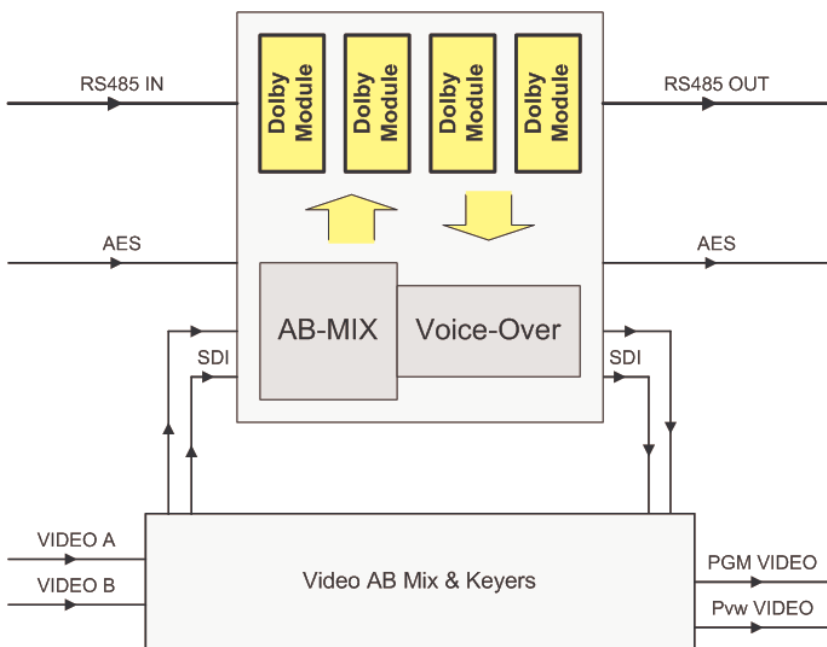 RS485 IN
Dolby
Module
Dolby
Module
Dolby
Module
Dolby
Module
RS485 OUT
AES
AES
AB-MIX
Voice-Over
SDI
SDI
VIDEO A
VIDEO B
Video AB Mix & Keyers
PGM VIDEO
Pvw VIDEO